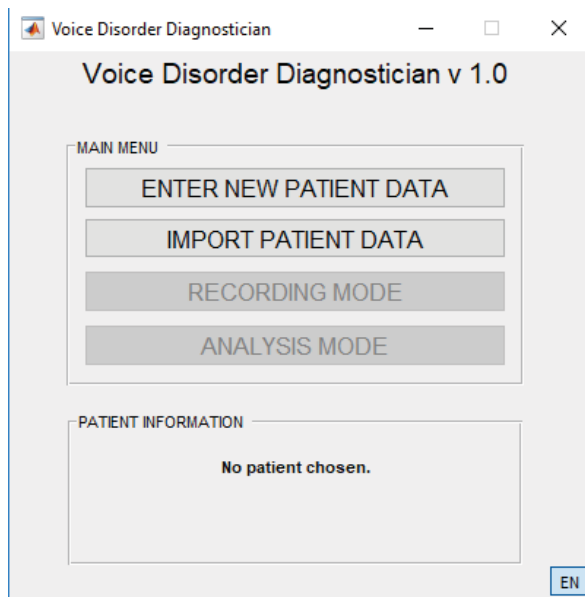 Voice Disorder Diagnostician
Voice Disorder Diagnostician v 1.0
MAIN MENU
ENTER NEW PATIENT DATA
IMPORT PATIENT DATA
RECORDING MODE
ANALYSIS MODE
PATIENT INFORMATION
No patient chosen.
EN